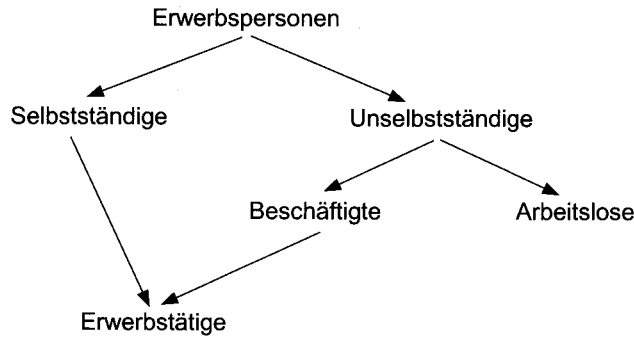 Erwerbspersonen
Selbstständige
Unselbstständige
Beschäftigte
Arbeitslose
Erwerbstätige